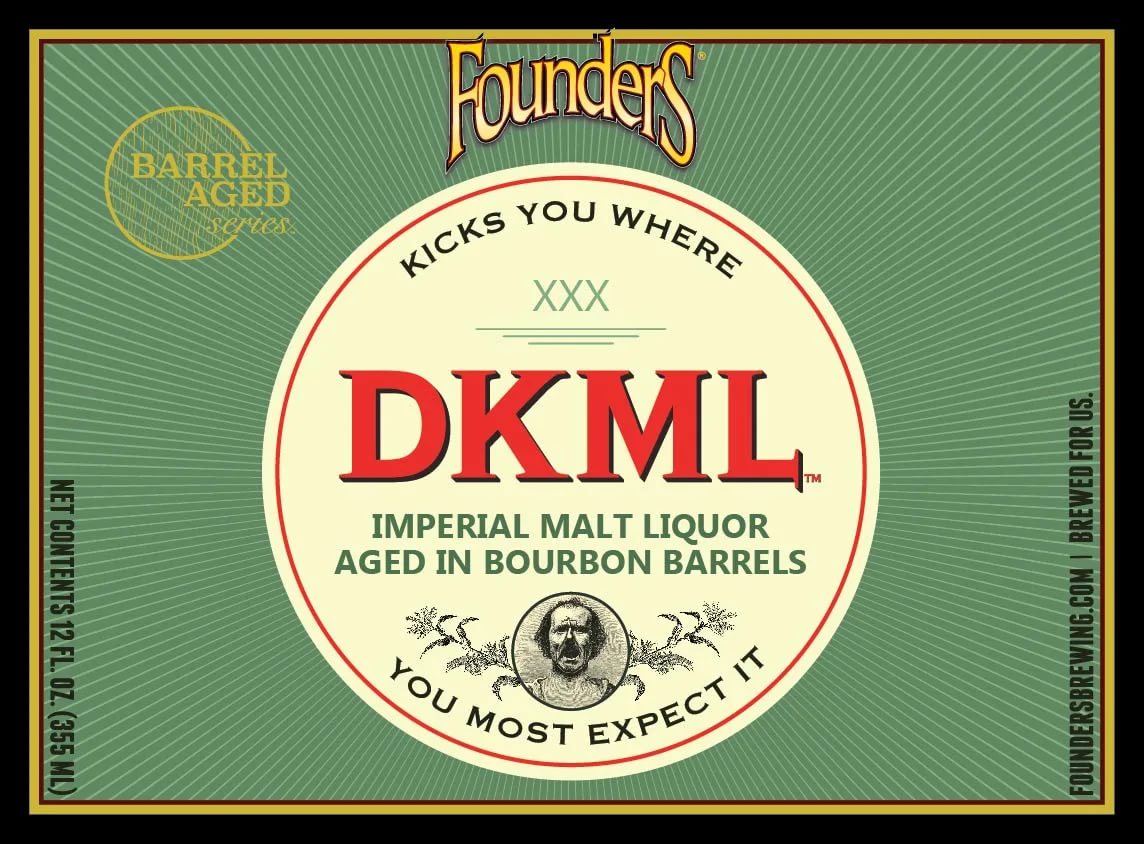 FOUNDERS®
BARREL
AGED
series.
KICKS YOU WHERE
XXX
DKML™
IMPERIAL MALT LIQUOR
AGED IN BOURBON BARRELS
YOU MOST EXPECT IT
NET CONTENTS 12 FL. OZ. (355 ML)
FOUNDERSBREWING.COM | BREWED FOR US.